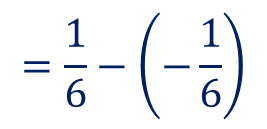 = 1/6 − (−1/6)